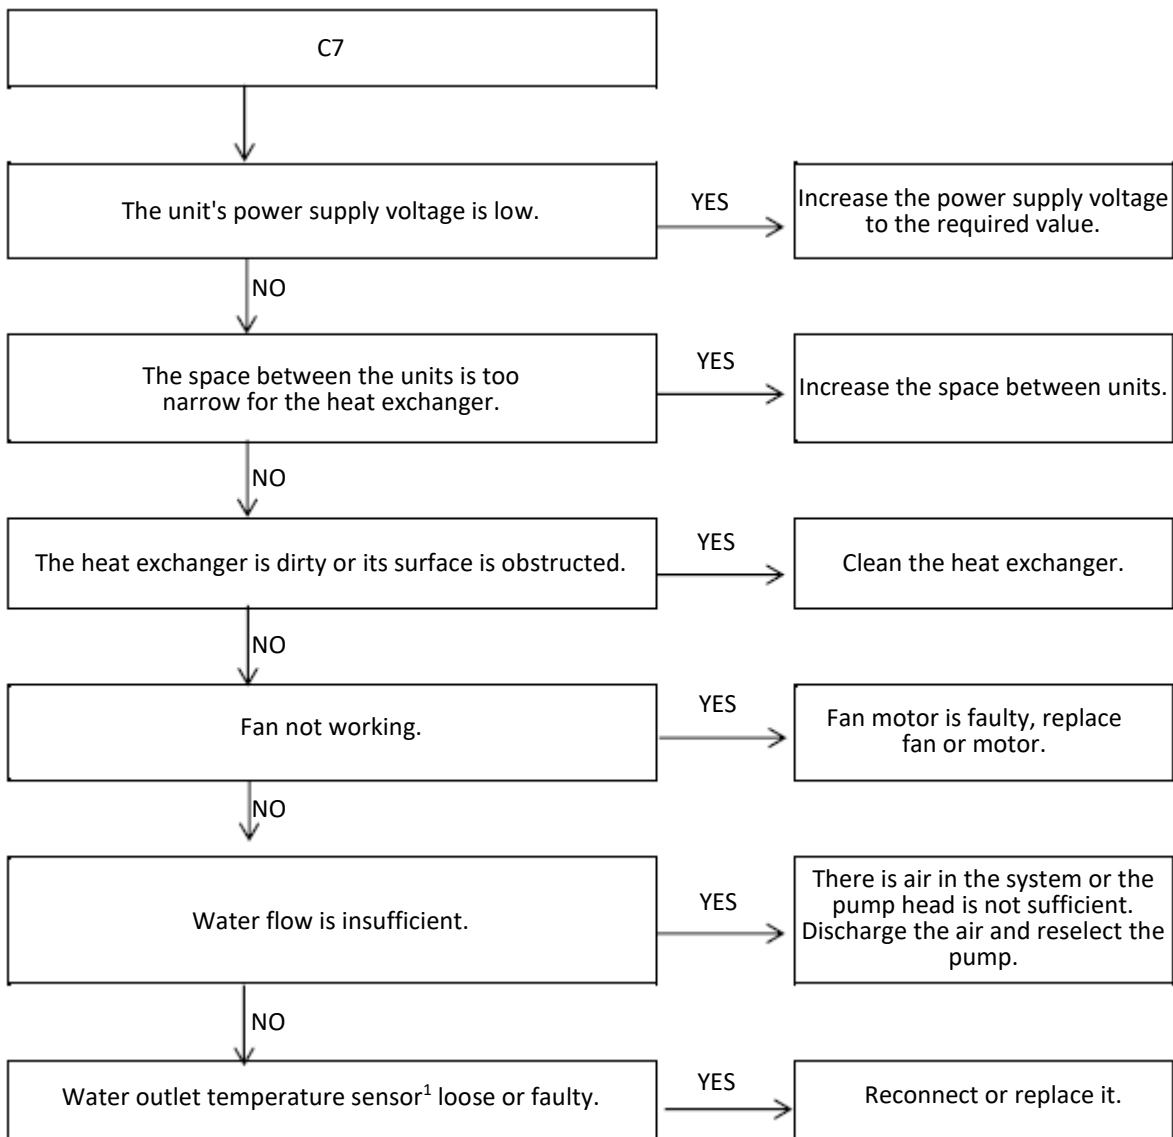 C7
The unit's power supply voltage is low.
YES
Increase the power supply voltage
to the required value.
NO
The space between the units is too
narrow for the heat exchanger.
YES
Increase the space between units.
NO
The heat exchanger is dirty or its surface is obstructed.
YES
Clean the heat exchanger.
NO
Fan not working.
YES
Fan motor is faulty, replace
fan or motor.
NO
Water flow is insufficient.
YES
There is air in the system or the
pump head is not sufficient.
Discharge the air and reselect the
pump.
NO
Water outlet temperature sensor¹ loose or faulty.
YES
Reconnect or replace it.